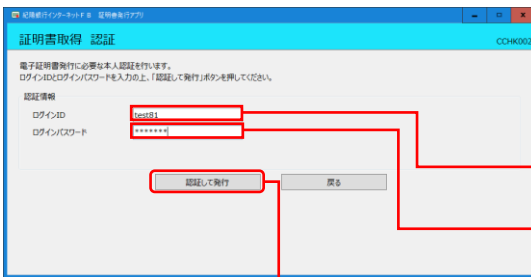 紀陽銀行インターネットFB 証明書発行アプリ
証明書取得 認証
CCHK002
電子証明書発行に必要な本人認証を行います。
ログインIDとログインパスワードを入力の上、「認証して発行」ボタンを押してください。
認証情報
ログインID
test81
ログインパスワード
*******
認証して発行
戻る